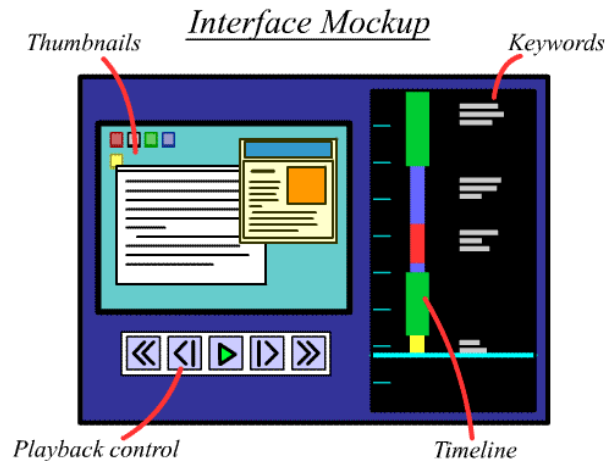 Interface Mockup
Thumbnails
Keywords
Playback control
Timeline